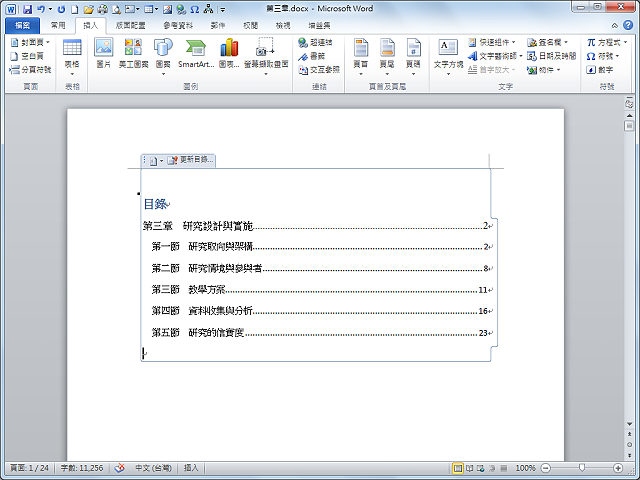 第三章.docx - Microsoft Word
檔案 常用 插入 版面配置 參考資料 郵件 校閱 檢視 增益集
封面頁
空白頁
分頁符號
頁面
表格
表格
圖片 美工圖案 圖案 SmartArt... 圖表... 螢幕擷取畫面
圖例
超連結
書籤
交互參照
連結
頁首 頁尾 頁碼
頁首及頁尾
文字方塊
快速組件
文字藝術師
首字放大
簽名欄
日期及時間
物件
文字
方程式
符號
數字
符號
更新目錄...
目錄
第三章 研究設計與實施 2
第一節 研究取向與架構 2
第二節 研究情境與參與者 8
第三節 教學方案 11
第四節 資料收集與分析 16
第五節 研究的信實度 23
頁面: 1 / 24 字數: 11,256 中文 (台灣) 插入 100%